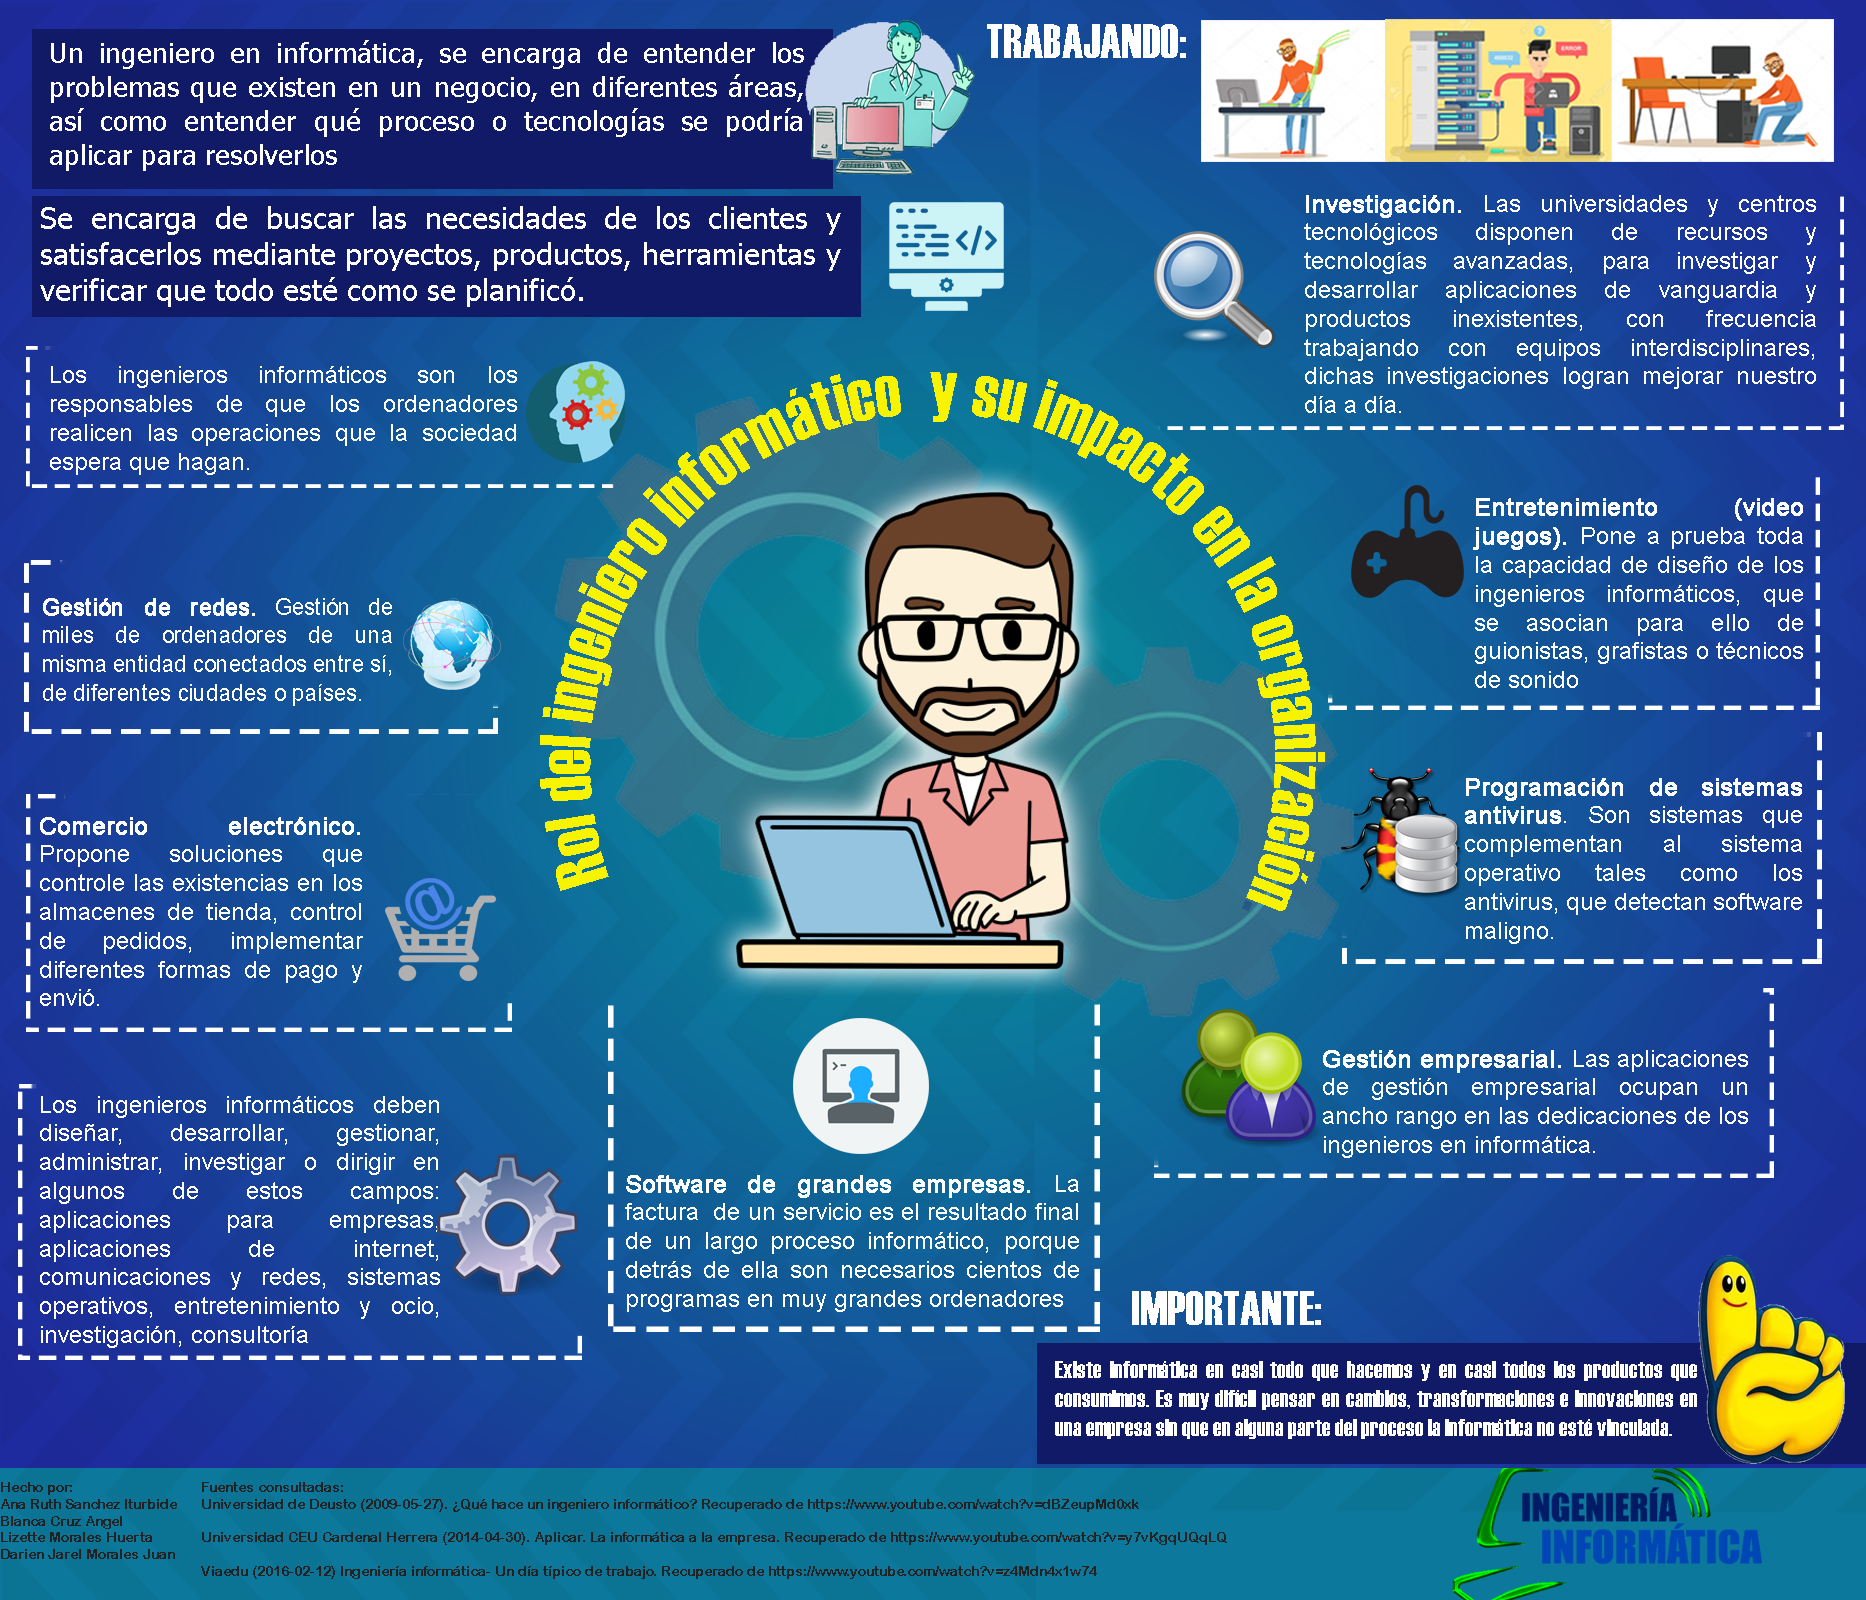 Un ingeniero en informática, se encarga de entender los
problemas que existen en un negocio, en diferentes áreas,
así como entender qué proceso o tecnologías se podría
aplicar para resolverlos
TRABAJANDO:
ERROR
Se encarga de buscar las necesidades de los clientes y
satisfacerlos mediante proyectos, productos, herramientas y
verificar que todo esté como se planificó.
</>
Investigación. Las universidades y centros
tecnológicos disponen de recursos y
tecnologías avanzadas, para investigar y
desarrollar aplicaciones de vanguardia y
productos inexistentes, con frecuencia
trabajando con equipos interdisciplinares,
dichas investigaciones logran mejorar nuestro
día a día.
Los ingenieros informáticos son los
responsables de que los ordenadores
realicen las operaciones que la sociedad
espera que hagan.
Rol del ingeniero informático y su impacto en la organización
Entretenimiento (video
juegos). Pone a prueba toda
la capacidad de diseño de los
ingenieros informáticos, que
se asocian para ello de
guionistas, grafistas o técnicos
de sonido
Gestión de redes. Gestión de
miles de ordenadores de una
misma entidad conectados entre sí,
de diferentes ciudades o países.
Programación de sistemas
antivirus. Son sistemas que
complementan al sistema
operativo tales como los
antivirus, que detectan software
maligno.
Comercio electrónico.
Propone soluciones que
controle las existencias en los
almacenes de tienda, control
de pedidos, implementar
diferentes formas de pago y
envió.
@
Gestión empresarial. Las aplicaciones
de gestión empresarial ocupan un
ancho rango en las dedicaciones de los
ingenieros en informática.
Los ingenieros informáticos deben
diseñar, desarrollar, gestionar,
administrar, investigar o dirigir en
algunos de estos campos:
aplicaciones para empresas,
aplicaciones de internet,
comunicaciones y redes, sistemas
operativos, entretenimiento y ocio,
investigación, consultoría
Software de grandes empresas. La
factura de un servicio es el resultado final
de un largo proceso informático, porque
detrás de ella son necesarios cientos de
programas en muy grandes ordenadores
IMPORTANTE:
Existe informática en casi todo que hacemos y en casi todos los productos que
consumimos. Es muy difícil pensar en cambios, transformaciones e innovaciones en
una empresa sin que en alguna parte del proceso la informática no esté vinculada.
Hecho por:
Ana Ruth Sanchez Iturbide
Blanca Cruz Angel
Lizette Morales Huerta
Darien Jarel Morales Juan
Fuentes consultadas:
Universidad de Deusto (2009-05-27). ¿Qué hace un ingeniero informático? Recuperado de https://www.youtube.com/watch?v=dBZeupMd0xk
Universidad CEU Cardenal Herrera (2014-04-30). Aplicar. La informática a la empresa. Recuperado de https://www.youtube.com/watch?v=y7vKgqUQqLQ
Viaedu (2016-02-12) Ingeniería informática- Un día típico de trabajo. Recuperado de https://www.youtube.com/watch?v=z4Mdn4x1w74
INGENIERÍA
INFORMÁTICA